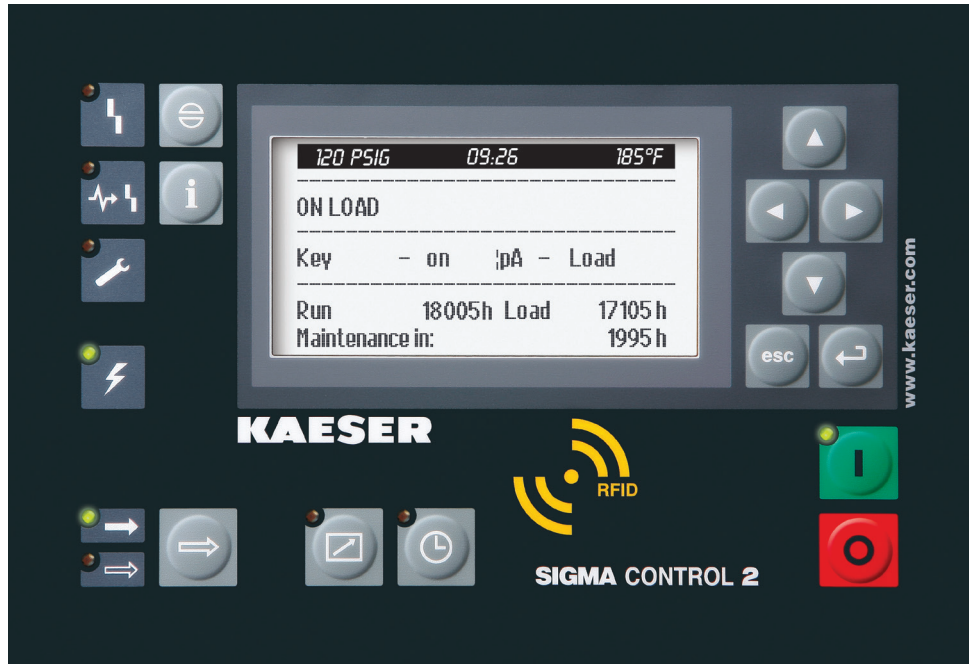 120 PSIG 09:26 185°F
ON LOAD
Key - on ¦pA - Load
Run 18005h Load 17105h
Maintenance in: 1995h
i
esc
www.kaeser.com
KAESER
RFID
I
O
SIGMA CONTROL 2